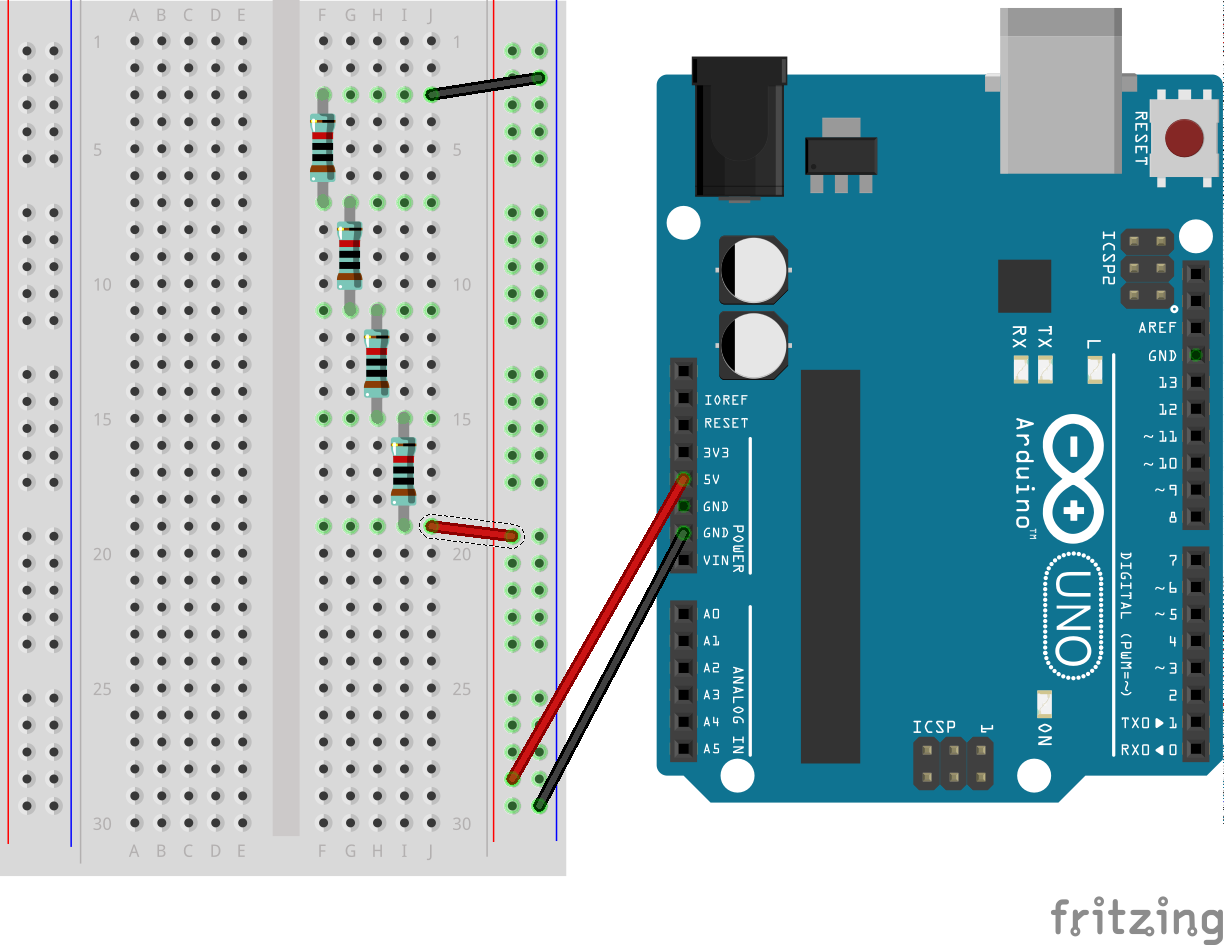 A B C D E F G H I J
1 1
5 5
10 10
15 15
20 20
25 25
30 30
A B C D E F G H I J
RESET
ICSP2
AREF
GND
13
12
~ 11
~ 10
~ 9
8
7
~ 6
~ 5
4
~ 3
2
TX0 ▶ 1
RX0 ◀ 0
RX
TX
L
IOREF
RESET
3V3
5V
GND
GND
VIN
POWER
A0
A1
A2
A3
A4
A5
ANALOG IN
Arduino™
UNO
DIGITAL (PWM=~)
ICSP 1
ON
fritzing